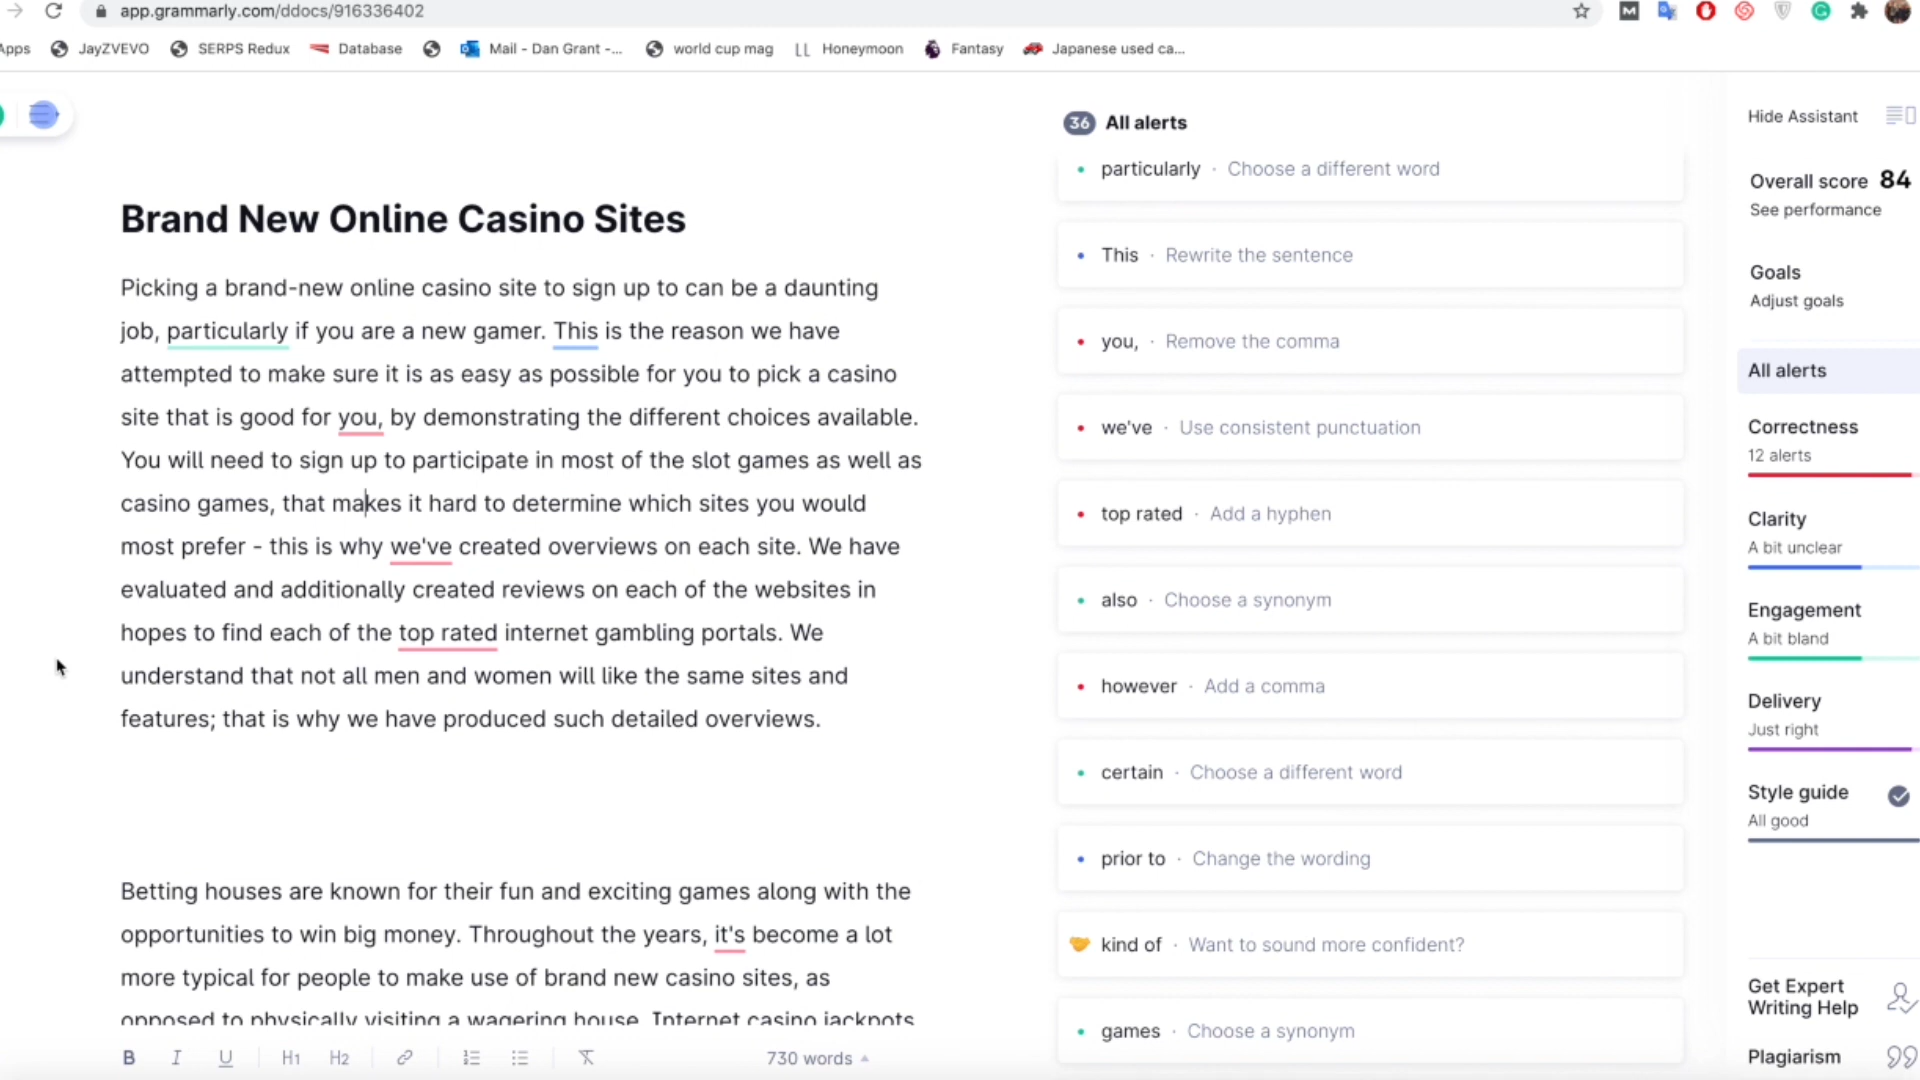 app.grammarly.com/ddocs/916336402
Apps JayZVEVO SERPS Redux Database Mail - Dan Grant -... world cup mag Honeymoon Fantasy Japanese used ca...
36 All alerts
Hide Assistant
particularly · Choose a different word
Overall score 84
See performance
Brand New Online Casino Sites
This · Rewrite the sentence
Goals
Adjust goals
Picking a brand-new online casino site to sign up to can be a daunting
job, particularly if you are a new gamer. This is the reason we have
attempted to make sure it is as easy as possible for you to pick a casino
site that is good for you, by demonstrating the different choices available.
You will need to sign up to participate in most of the slot games as well as
casino games, that makes it hard to determine which sites you would
most prefer - this is why we've created overviews on each site. We have
evaluated and additionally created reviews on each of the websites in
hopes to find each of the top rated internet gambling portals. We
understand that not all men and women will like the same sites and
features; that is why we have produced such detailed overviews.
Betting houses are known for their fun and exciting games along with the
opportunities to win big money. Throughout the years, it's become a lot
more typical for people to make use of brand new casino sites, as
opposed to physically visiting a wagering house. Internet casino jackpots
you, · Remove the comma
we've · Use consistent punctuation
top rated · Add a hyphen
also · Choose a synonym
however · Add a comma
certain · Choose a different word
prior to · Change the wording
kind of · Want to sound more confident?
games · Choose a synonym
All alerts
Correctness
12 alerts
Clarity
A bit unclear
Engagement
A bit bland
Delivery
Just right
Style guide
All good
Get Expert
Writing Help
Plagiarism
B I U H1 H2 730 words